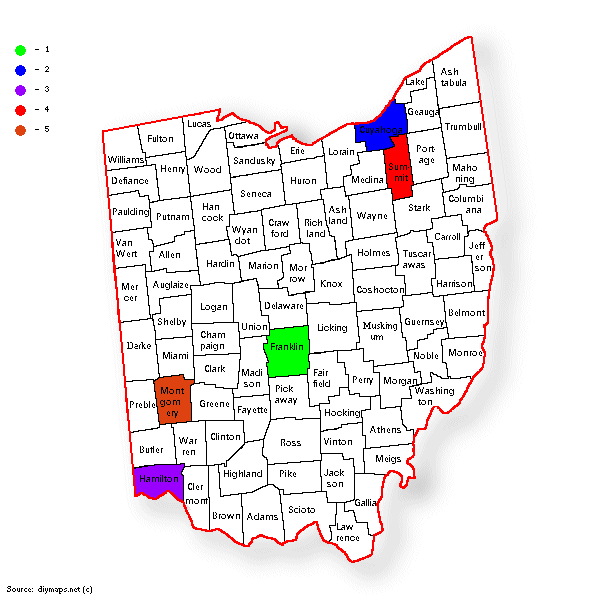 - 1
- 2
- 3
- 4
- 5
Ash
tabula
Lake
Geauga
Cuyahoga
Trumbull
Lucas
Ottawa
Fulton
Williams
Henry
Wood
Sandusky
Erie
Lorain
Medina
Sum
mit
Port
age
Maho
ning
Defiance
Paulding
Putnam
Han
cock
Seneca
Huron
Ash
land
Wayne
Stark
Columbi
ana
Van
Wert
Allen
Wyan
dot
Craw
ford
Rich
land
Holmes
Tuscar
awas
Carroll
Jeff
er
son
Mer
cer
Auglaize
Hardin
Marion
Mor
row
Knox
Coshocton
Harrison
Logan
Shelby
Union
Delaware
Licking
Musking
um
Guernsey
Belmont
Darke
Miami
Cham
paign
Clark
Franklin
Madi
son
Fair
field
Perry
Morgan
Noble
Monroe
Washing
ton
Preble
Mont
gom
ery
Greene
Fayette
Pick
away
Hocking
Athens
Butler
War
ren
Clinton
Ross
Vinton
Meigs
Hamilton
Cler
mont
Highland
Pike
Jack
son
Gallia
Brown
Adams
Scioto
Law
rence
Source: diymaps.net (c)